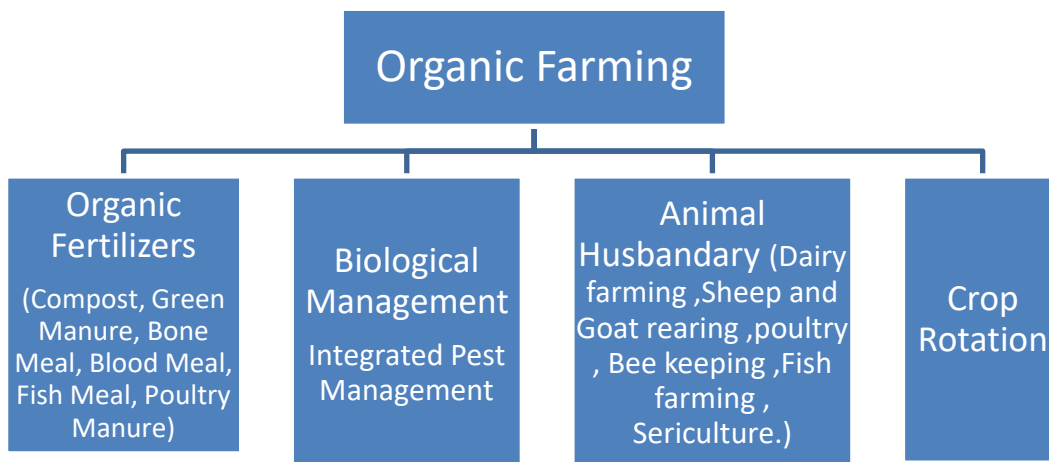 Organic Farming
Organic
Fertilizers
(Compost, Green
Manure, Bone
Meal, Blood Meal,
Fish Meal, Poultry
Manure)
Biological
Management
Integrated Pest
Management
Animal
Husbandary (Dairy
farming ,Sheep and
Goat rearing ,poultry
, Bee keeping ,Fish
farming ,
Sericulture.)
Crop
Rotation